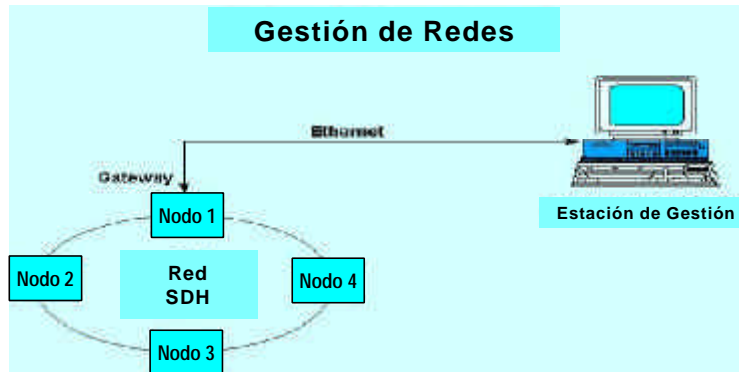 Gestión de Redes
Ethernet
Gateway
Nodo 1
Estación de Gestión
Nodo 2
Red
SDH
Nodo 4
Nodo 3